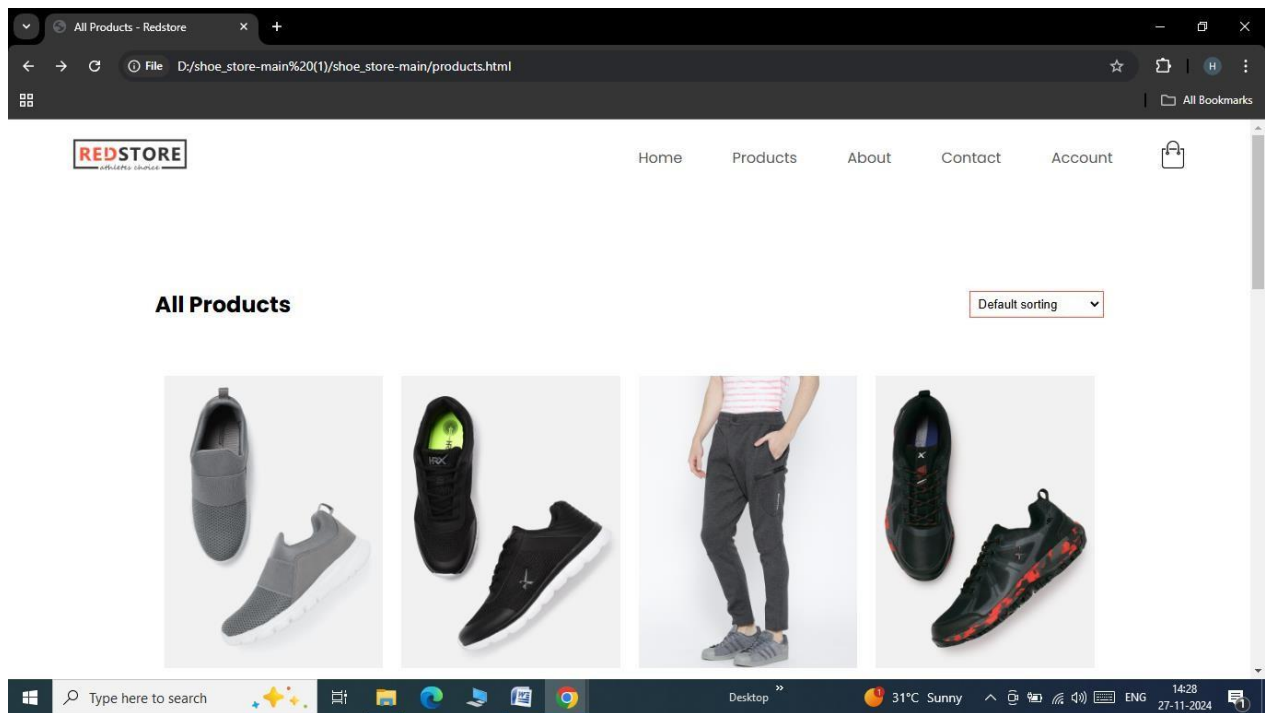 All Products - Redstore
File D:/shoe_store-main%20(1)/shoe_store-main/products.html
H
All Bookmarks
REDSTORE
athletes choice
Home Products About Contact Account
All Products
Default sorting
HRX
X
Type here to search
Desktop
31°C Sunny
ENG
14:28
27-11-2024
1